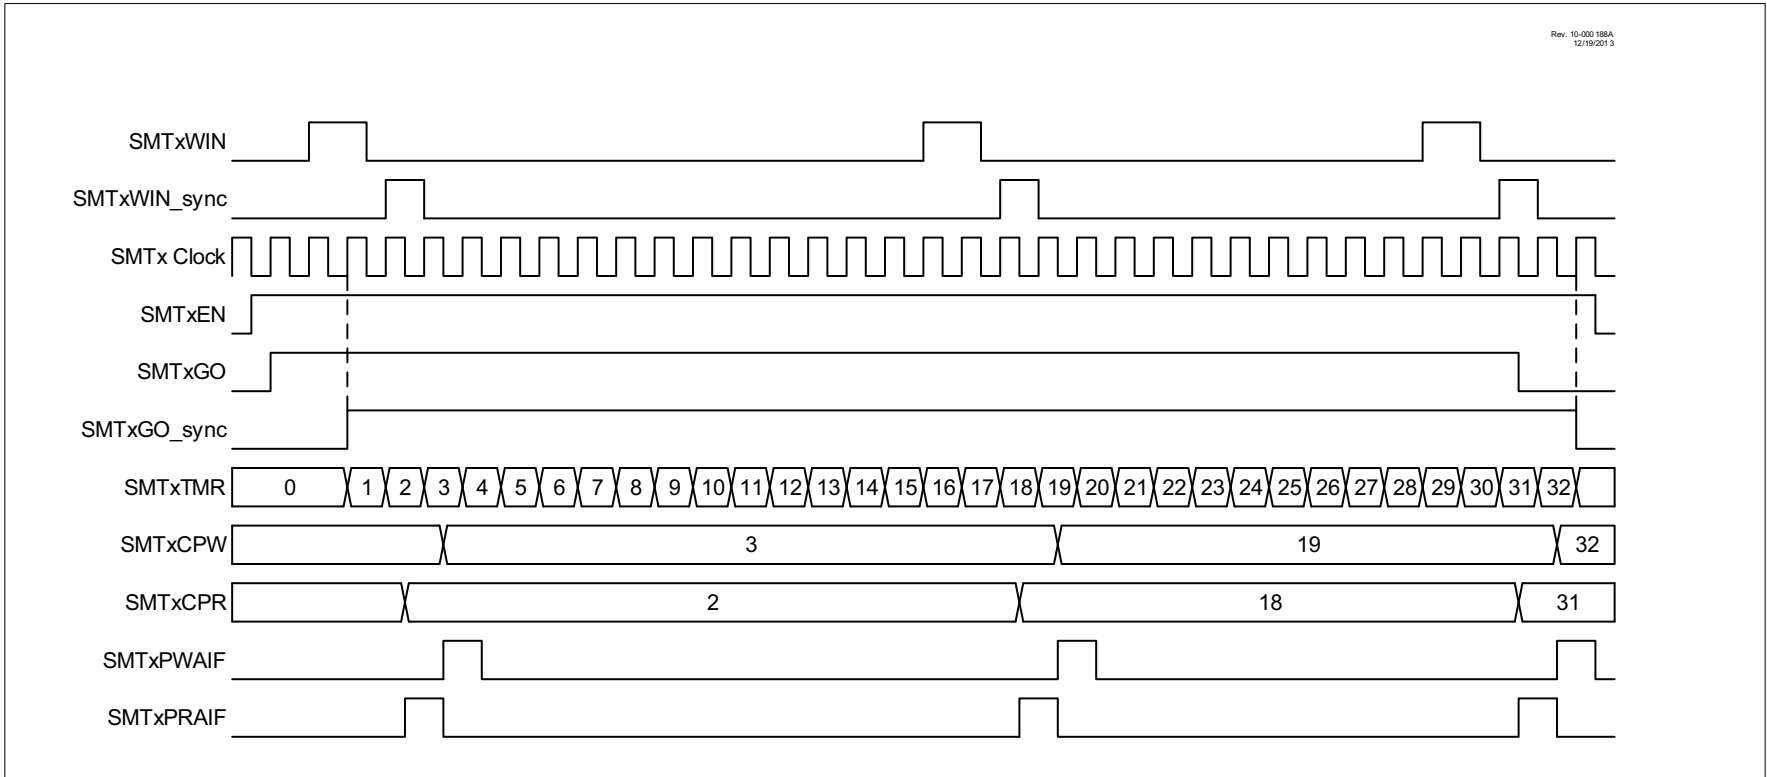 Rev. 10-000 188A
12/19/201 3
SMTxWIN
SMTxWIN_sync
SMTx Clock
SMTxEN
SMTxGO
SMTxGO_sync
SMTxTMR 0 1 2 3 4 5 6 7 8 9 10 11 12 13 14 15 16 17 18 19 20 21 22 23 24 25 26 27 28 29 30 31 32
SMTxCPW 3 19 32
SMTxCPR 2 18 31
SMTxPWAIF
SMTxPRAIF